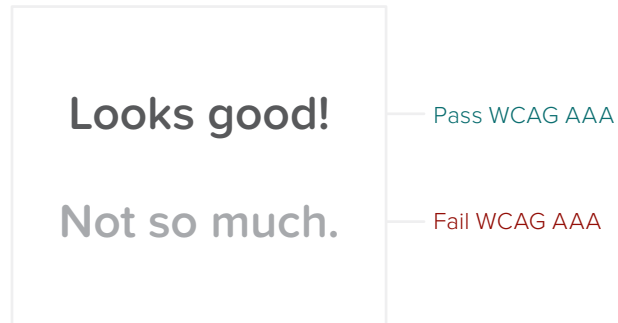 Looks good!
Pass WCAG AAA
Not so much.
Fail WCAG AAA